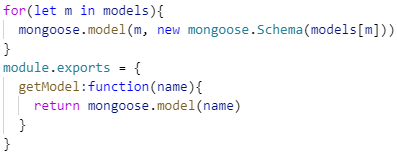 for(let m in models){
  mongoose.model(m, new mongoose.Schema(models[m]))
}
module.exports = {
  getModel:function(name){
    return mongoose.model(name)
  }
}